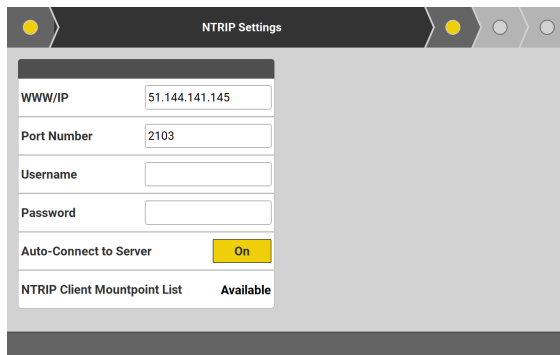 NTRIP Settings
WWW/IP 51.144.141.145
Port Number 2103
Username
Password
Auto-Connect to Server On
NTRIP Client Mountpoint List Available